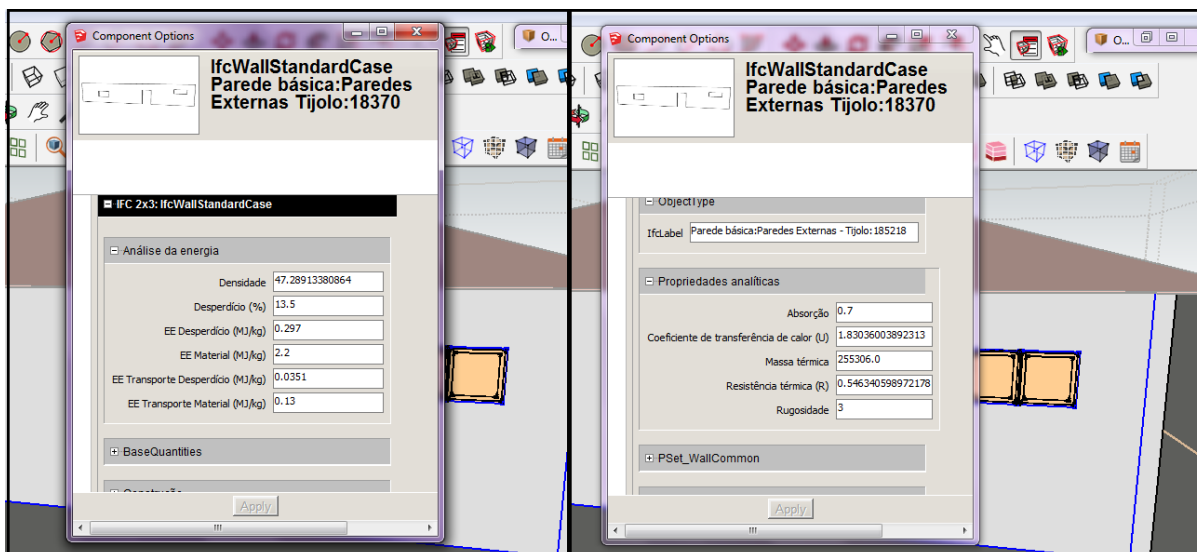 Component Options
IfcWallStandardCase
Parede básica:Paredes
Externas Tijolo:18370
IFC 2x3: IfcWallStandardCase
Análise da energia
Densidade 47.28913380864
Desperdício (%) 13.5
EE Desperdício (MJ/kg) 0.297
EE Material (MJ/kg) 2.2
EE Transporte Desperdício (MJ/kg) 0.0351
EE Transporte Material (MJ/kg) 0.13
BaseQuantities
Construção
Apply
O...
Component Options
IfcWallStandardCase
Parede básica:Paredes
Externas Tijolo:18370
ObjectType
IfcLabel Parede básica:Paredes Externas - Tijolo:185218
Propriedades analíticas
Absorção 0.7
Coeficiente de transferência de calor (U) 1.83036003892313
Massa térmica 255306.0
Resistência térmica (R) 0.546340598972178
Rugosidade 3
PSet_WallCommon
Apply
O...